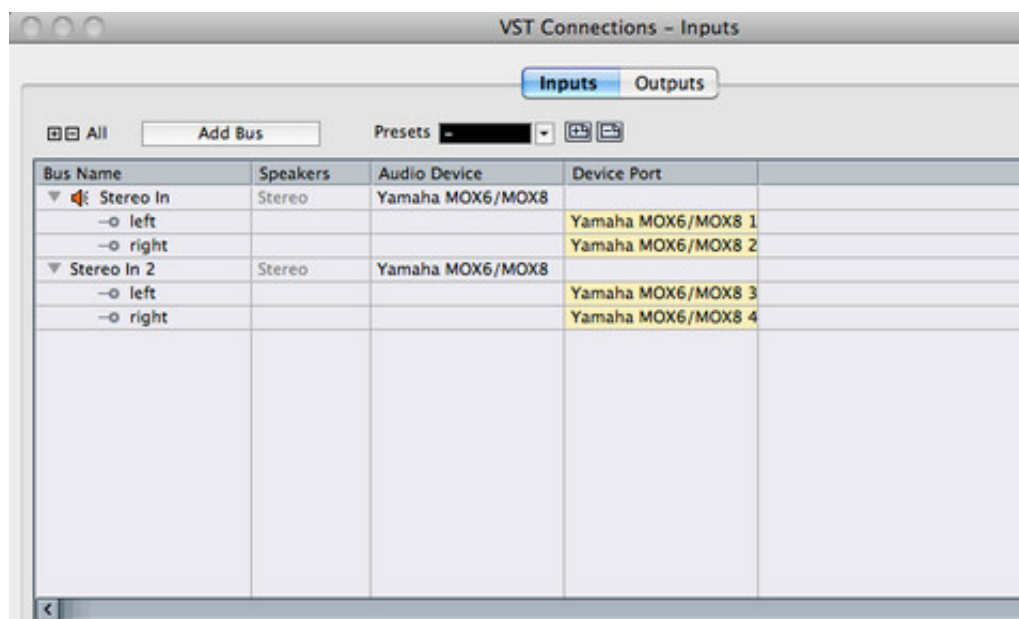 VST Connections – Inputs
Inputs Outputs
All Add Bus Presets -
Bus Name Speakers Audio Device Device Port
Stereo In Stereo Yamaha MOX6/MOX8
left Yamaha MOX6/MOX8 1
right Yamaha MOX6/MOX8 2
Stereo In 2 Stereo Yamaha MOX6/MOX8
left Yamaha MOX6/MOX8 3
right Yamaha MOX6/MOX8 4